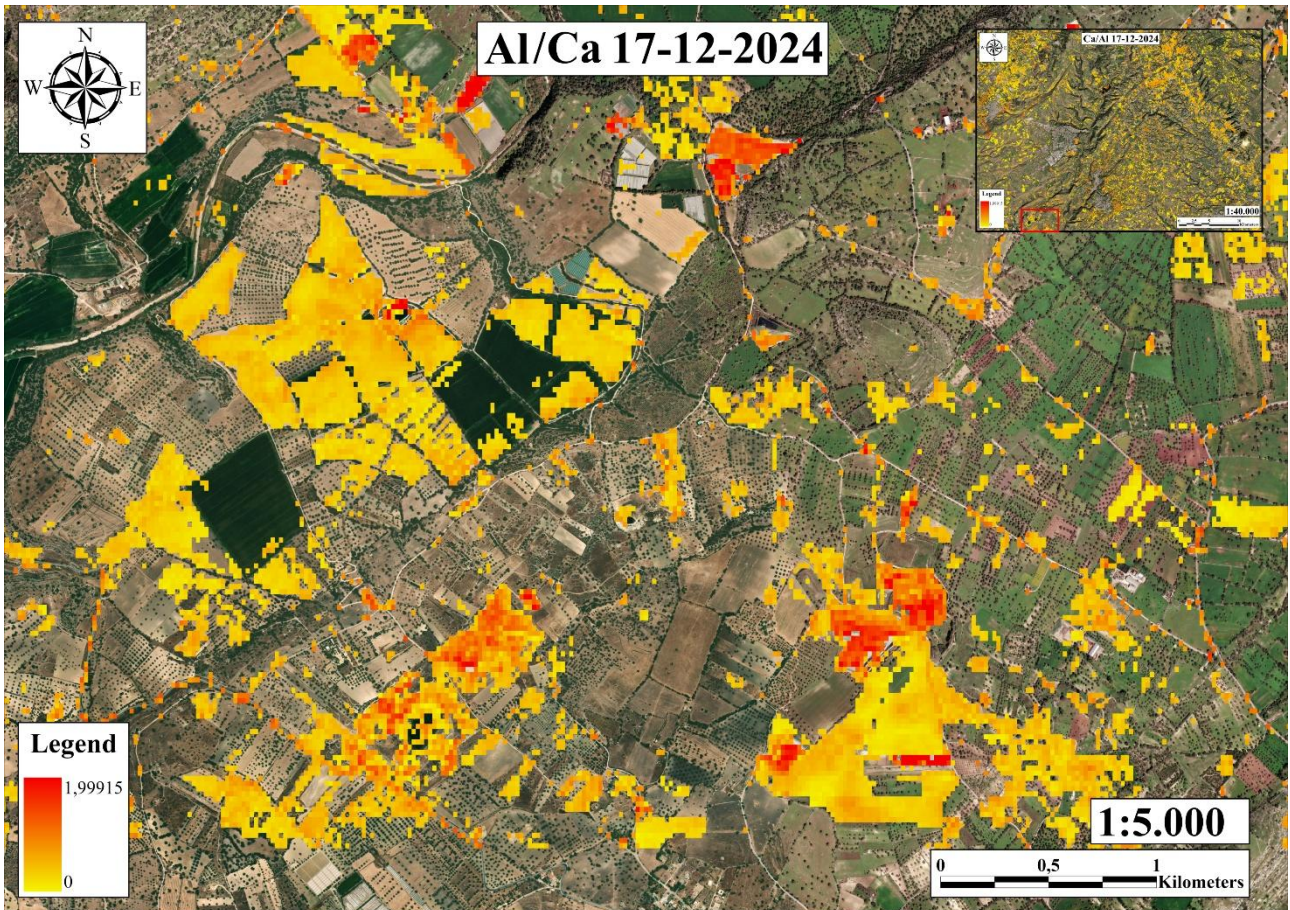 N
W E
S
Al/Ca 17-12-2024
Ca/Al 17-12-2024
Legend
1:40.000
Legend
1,99915
0
1:5.000
0 0,5 1
Kilometers